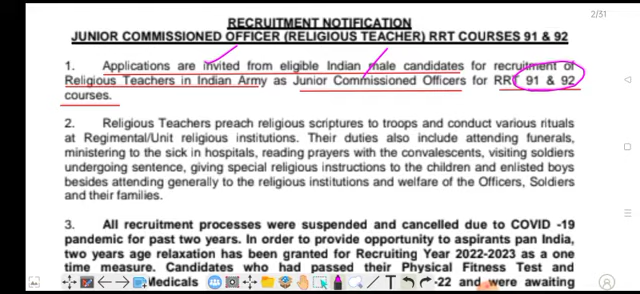 2/31
RECRUITMENT NOTIFICATION
JUNIOR COMMISSIONED OFFICER (RELIGIOUS TEACHER) RRT COURSES 91 & 92
1. Applications are invited from eligible Indian male candidates for recruitment of
Religious Teachers in Indian Army as Junior Commissioned Officers for RRT 91 & 92
courses.
2. Religious Teachers preach religious scriptures to troops and conduct various rituals
at Regimental/Unit religious institutions. Their duties also include attending funerals,
ministering to the sick in hospitals, reading prayers with the convalescents, visiting soldiers
undergoing sentence, giving special religious instructions to the children and enlisted boys
besides attending generally to the religious institutions and welfare of the Officers, Soldiers
and their families.
3. All recruitment processes were suspended and cancelled due to COVID -19
pandemic for past two years. In order to provide opportunity to aspirants pan India,
two years age relaxation has been granted for Recruiting Year 2022-2023 as a one
time measure. Candidates who had passed their Physical Fitness Test and
Medicals -22 and were awaiting